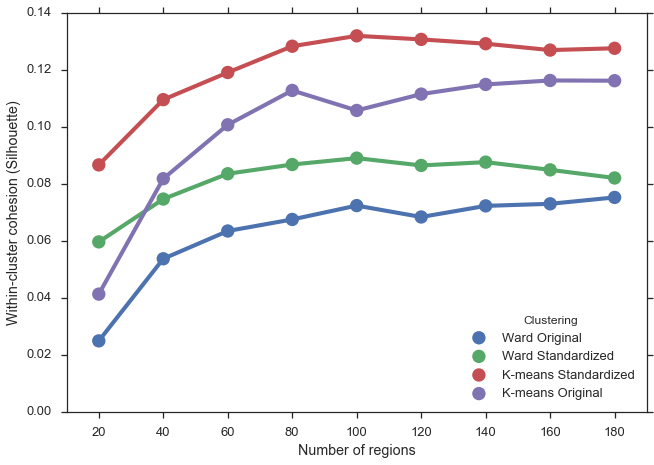 0.14
0.12
0.10
0.08
0.06
0.04
0.02
0.00
Within-cluster cohesion (Silhouette)
Clustering
Ward Original
Ward Standardized
K-means Standardized
K-means Original
20 40 60 80 100 120 140 160 180
Number of regions